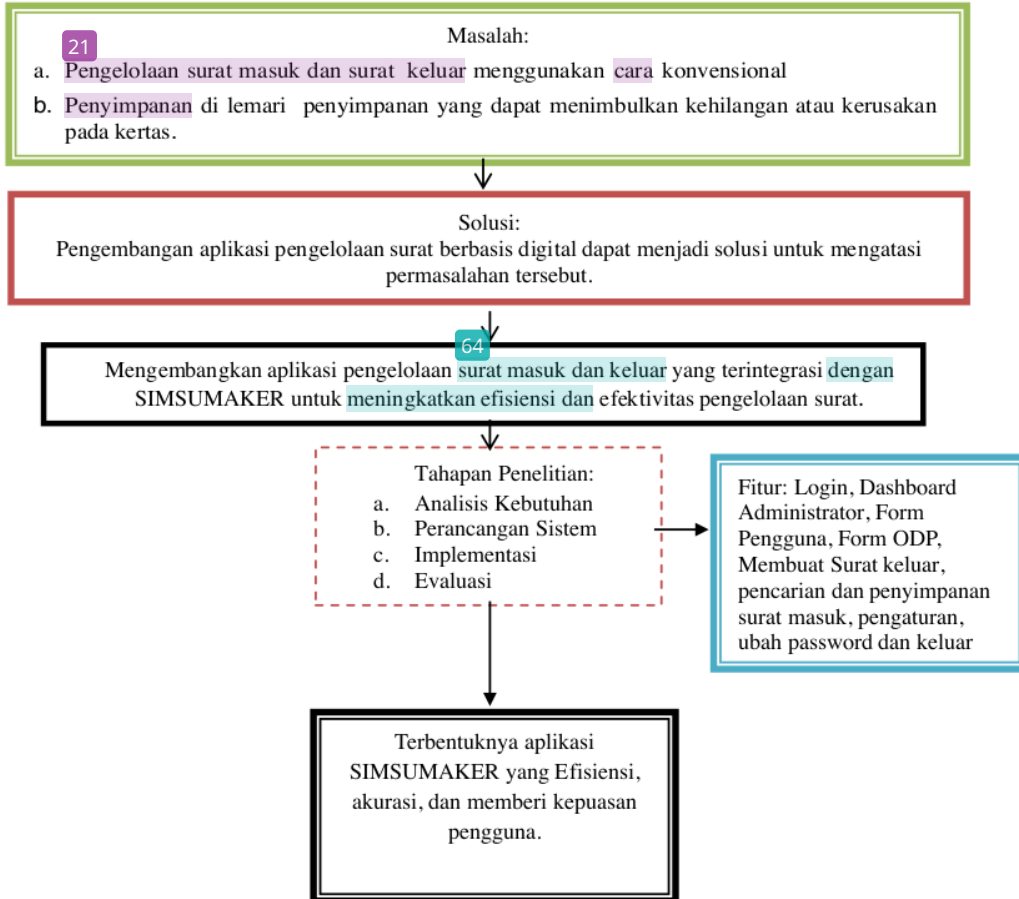 21
Masalah:
a. Pengelolaan surat masuk dan surat keluar menggunakan cara konvensional
b. Penyimpanan di lemari penyimpanan yang dapat menimbulkan kehilangan atau kerusakan
pada kertas.
Solusi:
Pengembangan aplikasi pengelolaan surat berbasis digital dapat menjadi solusi untuk mengatasi
permasalahan tersebut.
64
Mengembangkan aplikasi pengelolaan surat masuk dan keluar yang terintegrasi dengan
SIMSUMAKER untuk meningkatkan efisiensi dan efektivitas pengelolaan surat.
Tahapan Penelitian:
a. Analisis Kebutuhan
b. Perancangan Sistem
c. Implementasi
d. Evaluasi
Fitur: Login, Dashboard
Administrator, Form
Pengguna, Form ODP,
Membuat Surat keluar,
pencarian dan penyimpanan
surat masuk, pengaturan,
ubah password dan keluar
Terbentuknya aplikasi
SIMSUMAKER yang Efisiensi,
akurasi, dan memberi kepuasan
pengguna.